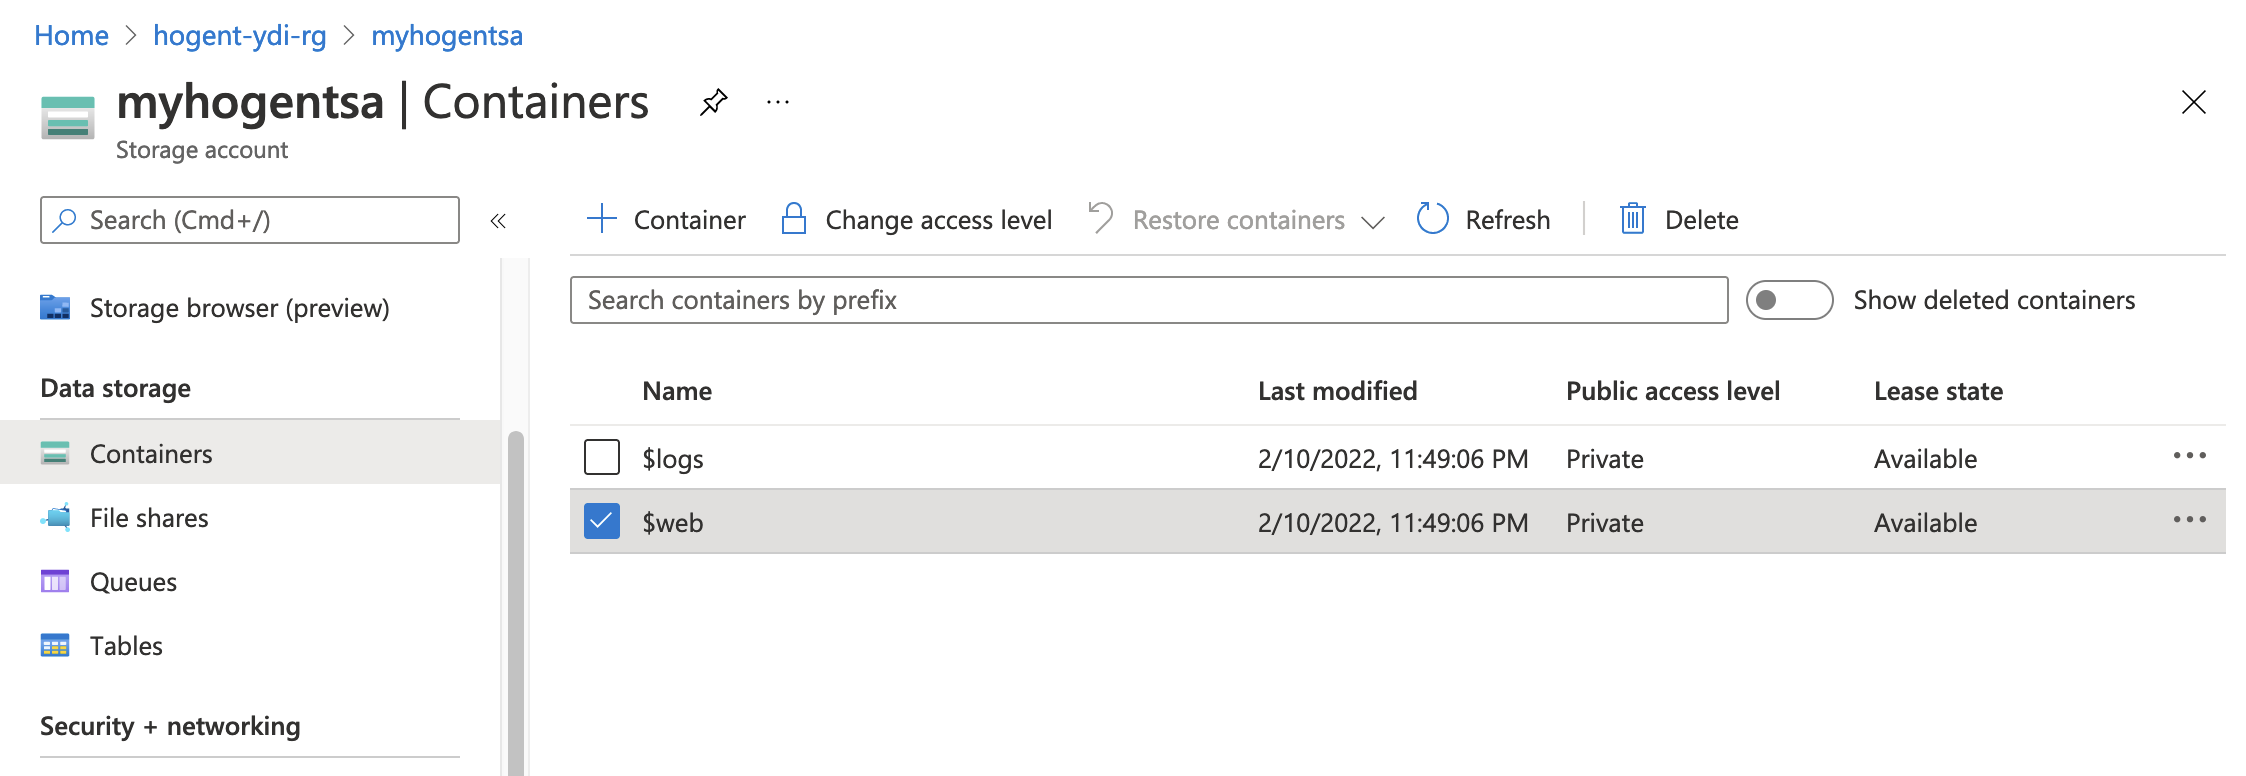 Home > hogent-ydi-rg > myhogentsa
myhogentsa | Containers ...
Storage account
Search (Cmd+/)
«
Container
Change access level
Restore containers
Refresh
Delete
Storage browser (preview)
Data storage
Containers
File shares
Queues
Tables
Security + networking
Search containers by prefix
Show deleted containers
Name Last modified Public access level Lease state
$logs 2/10/2022, 11:49:06 PM Private Available ...
$web 2/10/2022, 11:49:06 PM Private Available ...